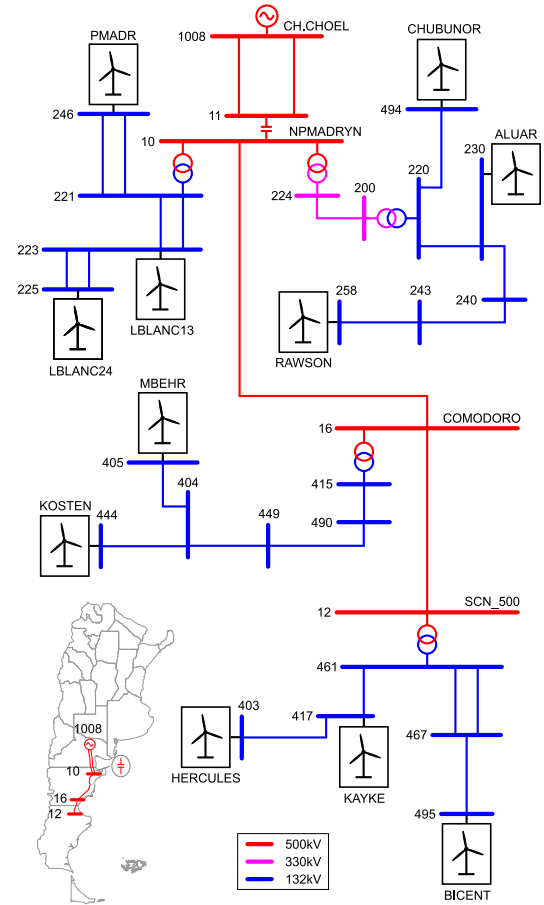 CH.CHOEL
1008
PMADR
CHUBUNOR
246
11
494
ALUAR
NPMADRYN
10
230
220
200
221
224
223
225
LBLANC13
258
243
240
LBLANC24
RAWSON
MBEHR
COMODORO
16
405
404
415
KOSTEN
444
449
490
SCN_500
12
461
403
417
467
HERCULES
KAYKE
495
BICENT
1008
10
16
12
500kV
330kV
132kV